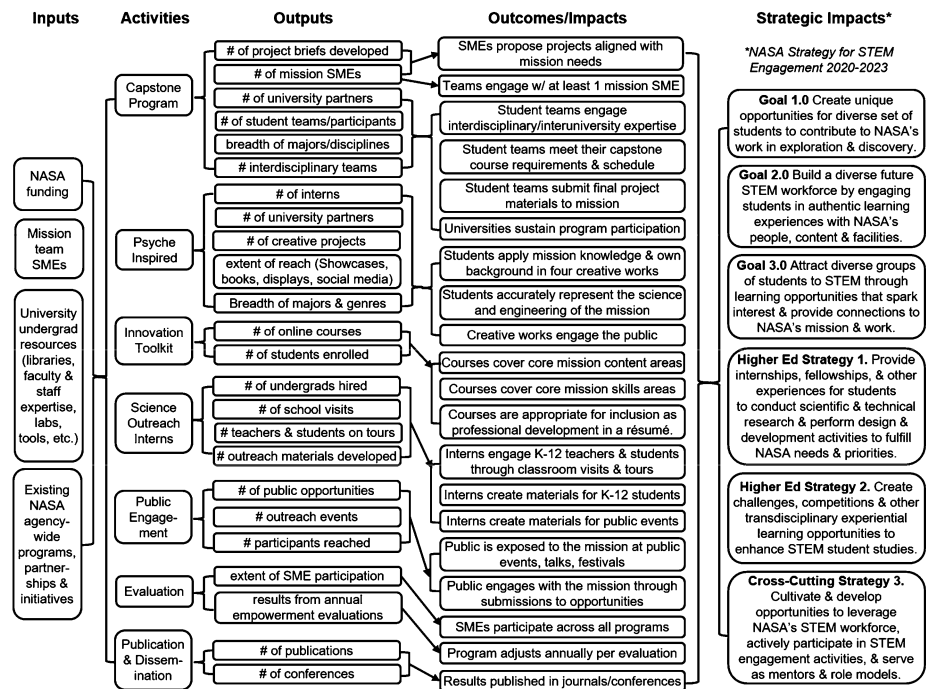 Inputs
Activities
Outputs
Outcomes/Impacts
Strategic Impacts*
NASA
funding
Mission
team
SMEs
University
undergrad
resources
(libraries,
faculty &
staff
expertise,
labs,
tools, etc.)
Existing
NASA
agency-
wide
programs,
partner-
ships &
initiatives
Capstone
Program
Psyche
Inspired
Innovation
Toolkit
Science
Outreach
Interns
Public
Engage-
ment
Evaluation
Publication
& Dissem-
ination
# of project briefs developed
# of mission SMEs
# of university partners
# of student teams/participants
breadth of majors/disciplines
# interdisciplinary teams
# of interns
# of university partners
# of creative projects
extent of reach (Showcases,
books, displays, social media)
Breadth of majors & genres
# of online courses
# of students enrolled
# of undergrads hired
# of school visits
# teachers & students on tours
# outreach materials developed
# of public opportunities
# outreach events
# participants reached
extent of SME participation
results from annual
empowerment evaluations
# of publications
# of conferences
SMEs propose projects aligned with
mission needs
Teams engage w/ at least 1 mission SME
Student teams engage
interdisciplinary/interuniversity expertise
Student teams meet their capstone
course requirements & schedule
Student teams submit final project
materials to mission
Universities sustain program participation
Students apply mission knowledge & own
background in four creative works
Students accurately represent the science
and engineering of the mission
Creative works engage the public
Courses cover core mission content areas
Courses cover core mission skills areas
Courses are appropriate for inclusion as
professional development in a résumé.
Interns engage K-12 teachers & students
through classroom visits & tours
Interns create materials for K-12 students
Interns create materials for public events
Public is exposed to the mission at public
events, talks, festivals
Public engages with the mission through
submissions to opportunities
SMEs participate across all programs
Program adjusts annually per evaluation
Results published in journals/conferences
*NASA Strategy for STEM
Engagement 2020-2023
Goal 1.0 Create unique
opportunities for diverse set of
students to contribute to NASA's
work in exploration & discovery.
Goal 2.0 Build a diverse future
STEM workforce by engaging
students in authentic learning
experiences with NASA's
people, content & facilities.
Goal 3.0 Attract diverse groups
of students to STEM through
learning opportunities that spark
interest & provide connections to
NASA's mission & work.
Higher Ed Strategy 1. Provide
internships, fellowships, & other
experiences for students
to conduct scientific & technical
research & perform design &
development activities to fulfill
NASA needs & priorities.
Higher Ed Strategy 2. Create
challenges, competitions & other
transdisciplinary experiential
learning opportunities to
enhance STEM student studies.
Cross-Cutting Strategy 3.
Cultivate & develop
opportunities to leverage
NASA's STEM workforce,
actively participate in STEM
engagement activities, & serve
as mentors & role models.